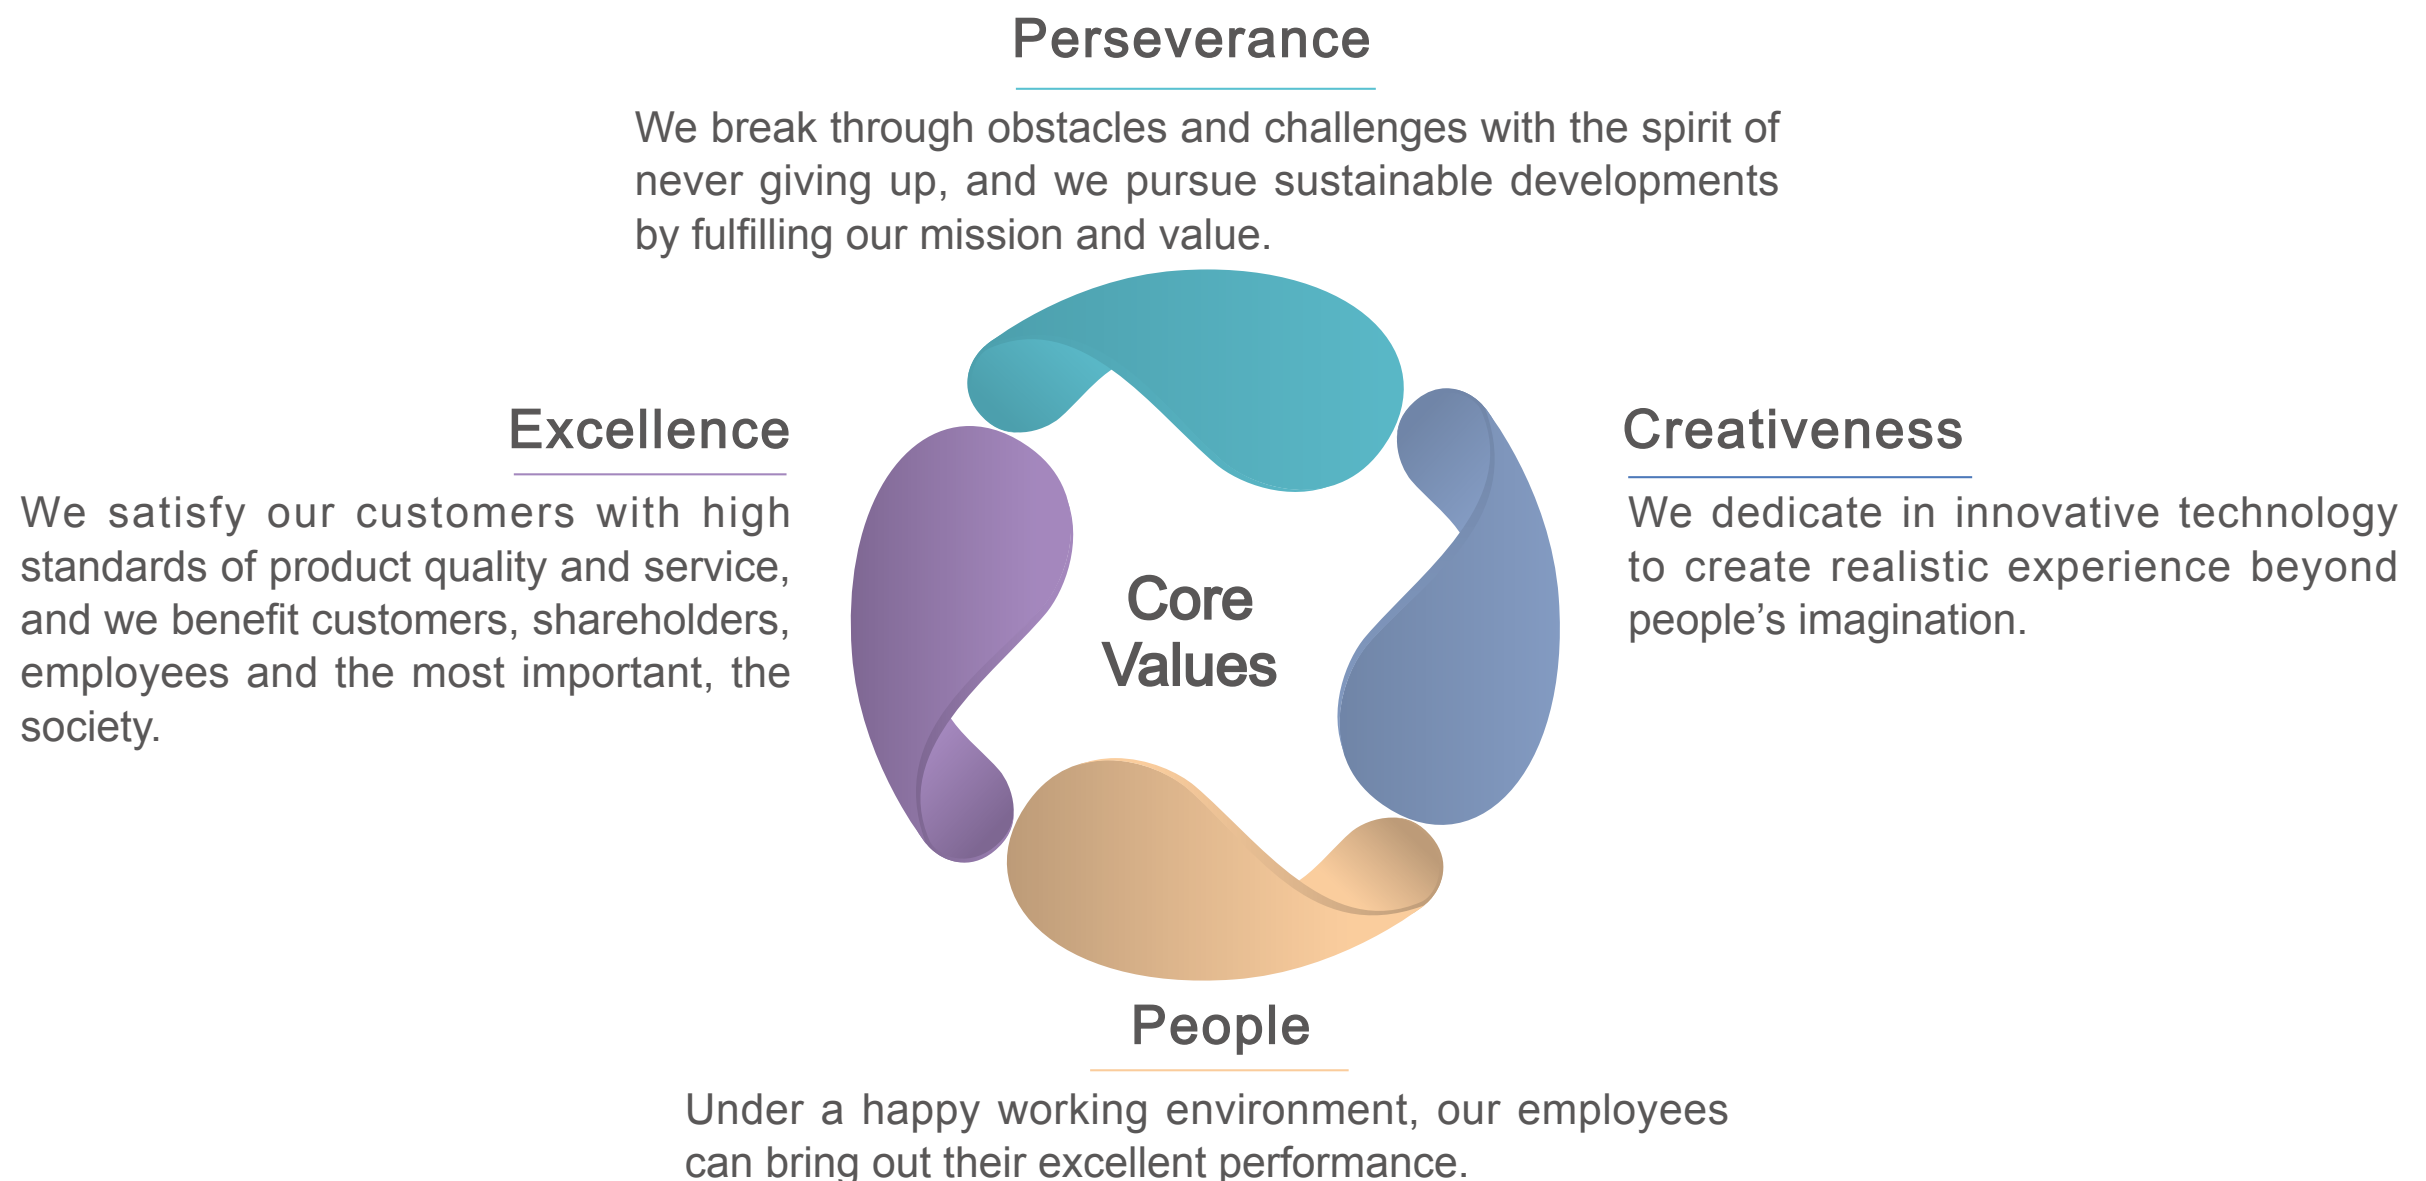 Perseverance
We break through obstacles and challenges with the spirit of
never giving up, and we pursue sustainable developments
by fulfilling our mission and value.
Excellence
We satisfy our customers with high
standards of product quality and service,
and we benefit customers, shareholders,
employees and the most important, the
society.
Core
Values
Creativeness
We dedicate in innovative technology
to create realistic experience beyond
people’s imagination.
People
Under a happy working environment, our employees
can bring out their excellent performance.